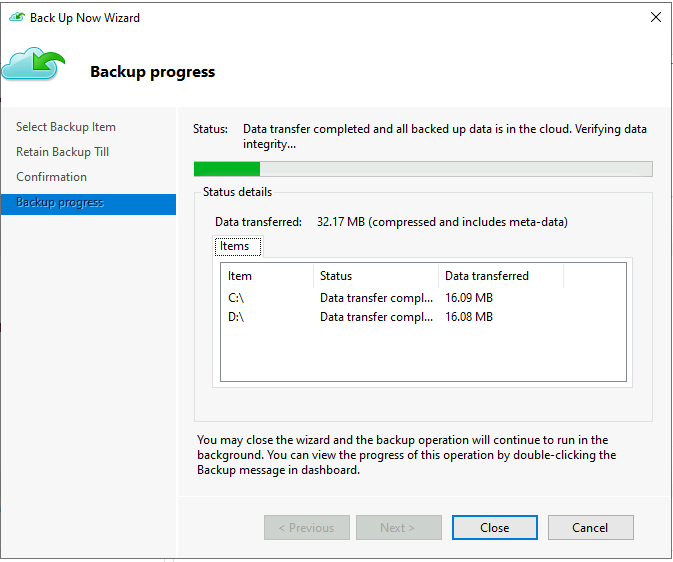 Back Up Now Wizard
Backup progress
Select Backup Item
Retain Backup Till
Confirmation
Backup progress
Status: Data transfer completed and all backed up data is in the cloud. Verifying data
integrity...
Status details
Data transferred: 32.17 MB (compressed and includes meta-data)
Items
Item Status Data transferred
C:\ Data transfer compl... 16.09 MB
D:\ Data transfer compl... 16.08 MB
You may close the wizard and the backup operation will continue to run in the
background. You can view the progress of this operation by double-clicking the
Backup message in dashboard.
< Previous Next > Close Cancel